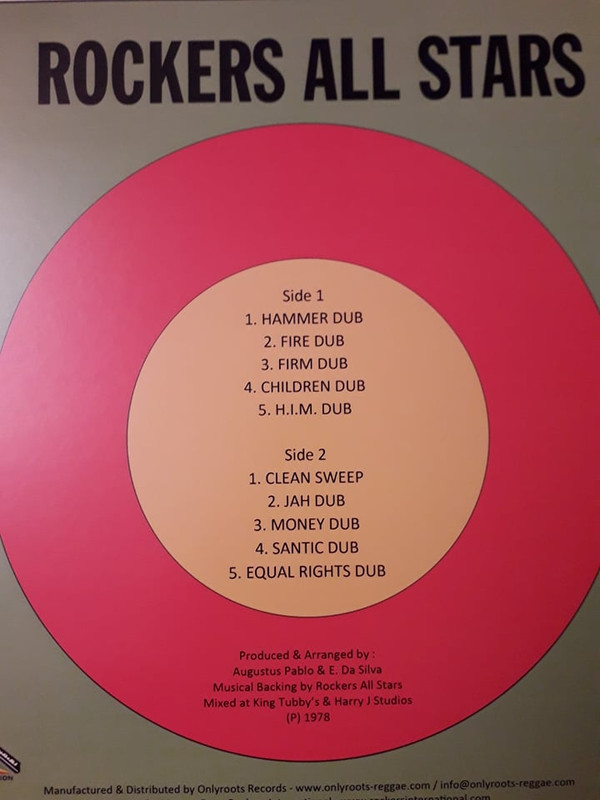 ROCKERS ALL STARS
Side 1
1. HAMMER DUB
2. FIRE DUB
3. FIRM DUB
4. CHILDREN DUB
5. H.I.M. DUB
Side 2
1. CLEAN SWEEP
2. JAH DUB
3. MONEY DUB
4. SANTIC DUB
5. EQUAL RIGHTS DUB
Produced & Arranged by :
Augustus Pablo & E. Da Silva
Musical Backing by Rockers All Stars
Mixed at King Tubby's & Harry J Studios
(P) 1978
Manufactured & Distributed by Onlyroots Records - www.onlyroots-reggae.com / info@onlyroots-reggae.com